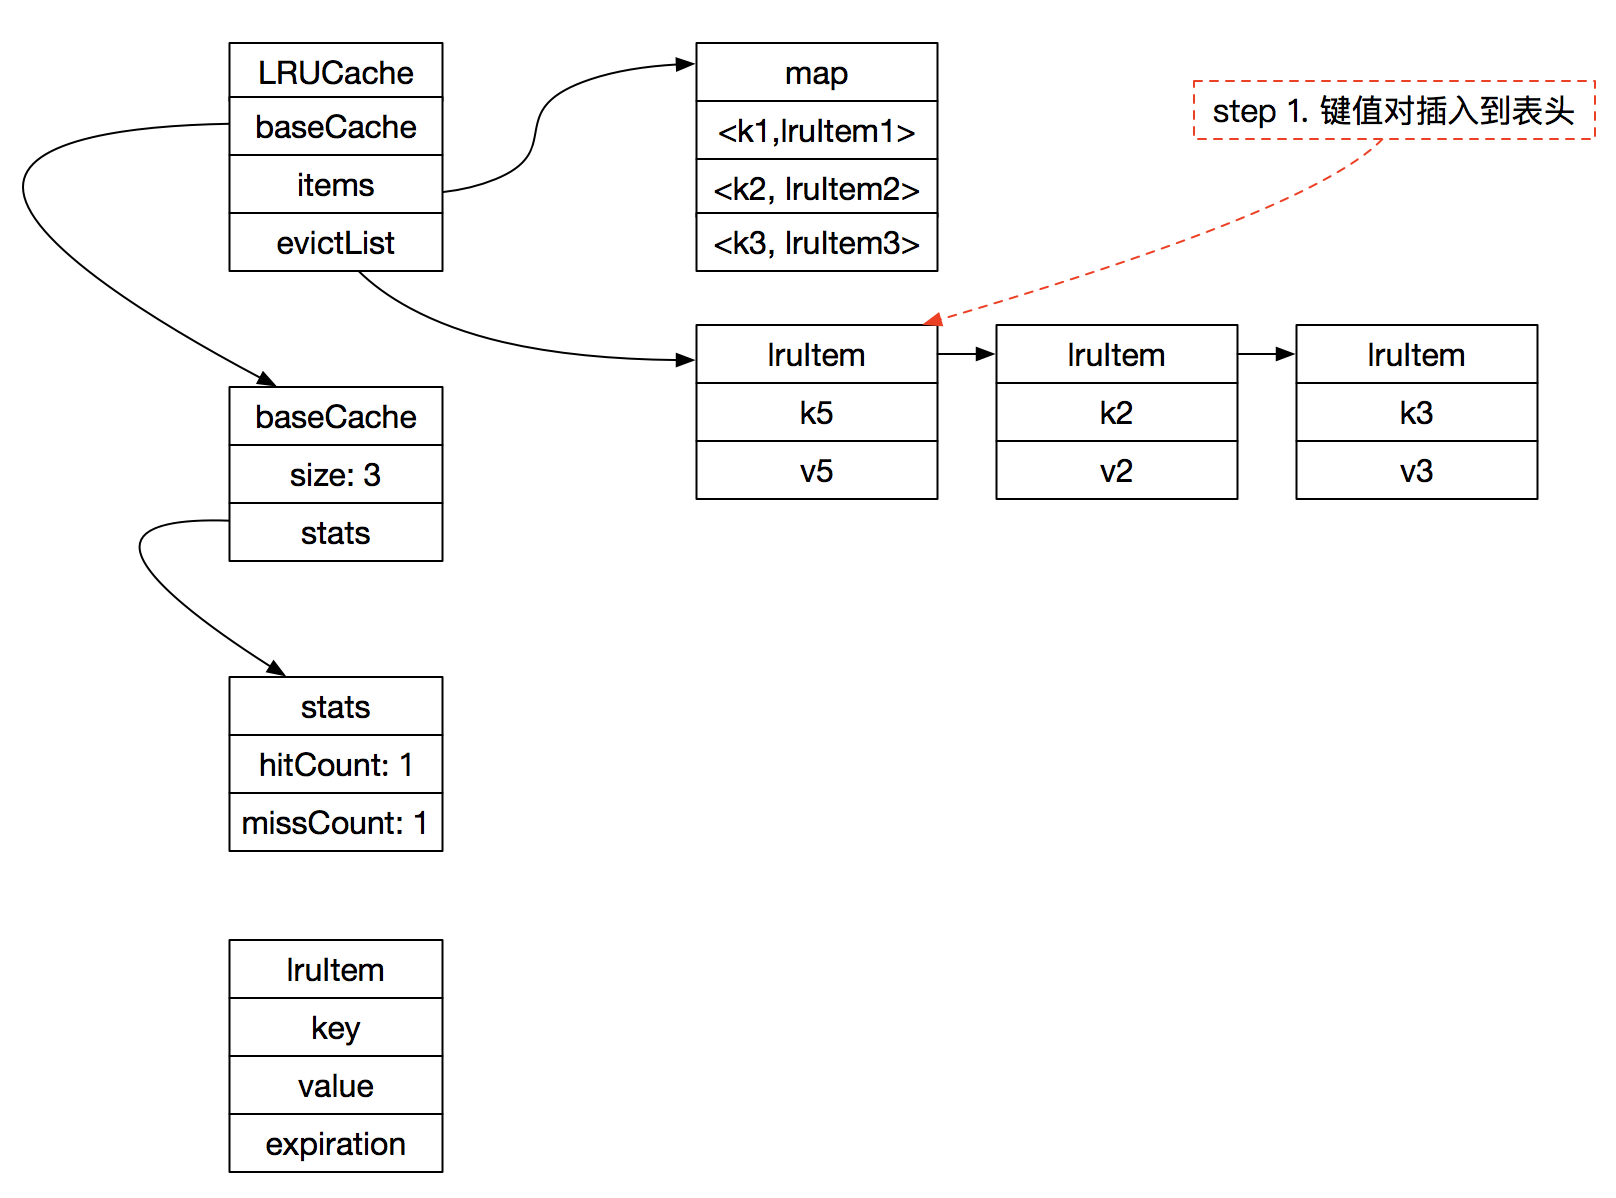 LRUCache
baseCache
items
evictList
map
<k1,lruItem1>
<k2, lruItem2>
<k3, lruItem3>
step 1. 键值对插入到表头
lruItem
k5
v5
lruItem
k2
v2
lruItem
k3
v3
baseCache
size: 3
stats
stats
hitCount: 1
missCount: 1
lruItem
key
value
expiration